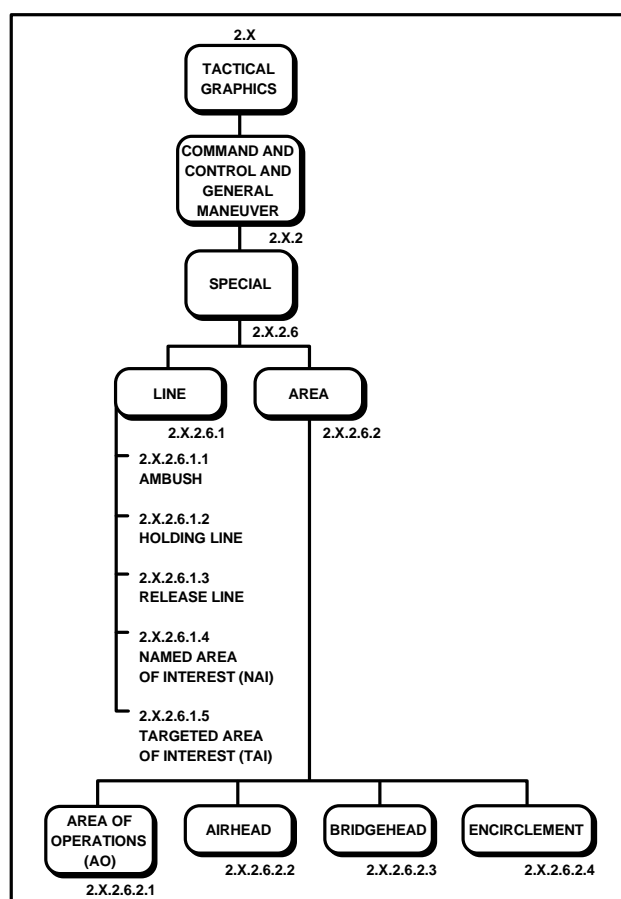 2.X
TACTICAL
GRAPHICS
COMMAND AND
CONTROL AND
GENERAL
MANEUVER
2.X.2
SPECIAL
2.X.2.6
LINE
2.X.2.6.1
AREA
2.X.2.6.2
2.X.2.6.1.1
AMBUSH
2.X.2.6.1.2
HOLDING LINE
2.X.2.6.1.3
RELEASE LINE
2.X.2.6.1.4
NAMED AREA
OF INTEREST (NAI)
2.X.2.6.1.5
TARGETED AREA
OF INTEREST (TAI)
AREA OF
OPERATIONS
(AO)
2.X.2.6.2.1
AIRHEAD
2.X.2.6.2.2
BRIDGEHEAD
2.X.2.6.2.3
ENCIRCLEMENT
2.X.2.6.2.4